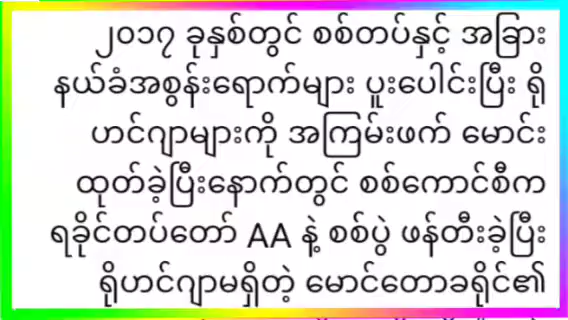 ၂၀၁၇ ခုနှစ်တွင် စစ်တပ်နှင့် အခြား
နယ်ခံအစွန်းရောက်များ ပူးပေါင်းပြီး ရို
ဟင်ဂျာများကို အကြမ်းဖက် မောင်း
ထုတ်ခဲ့ပြီးနောက်တွင် စစ်ကောင်စီက
ရခိုင်တပ်တော် AA နဲ့ စစ်ပွဲ ဖန်တီးခဲ့ပြီး
ရိုဟင်ဂျာမရှိတဲ့ မောင်တောခရိုင်၏